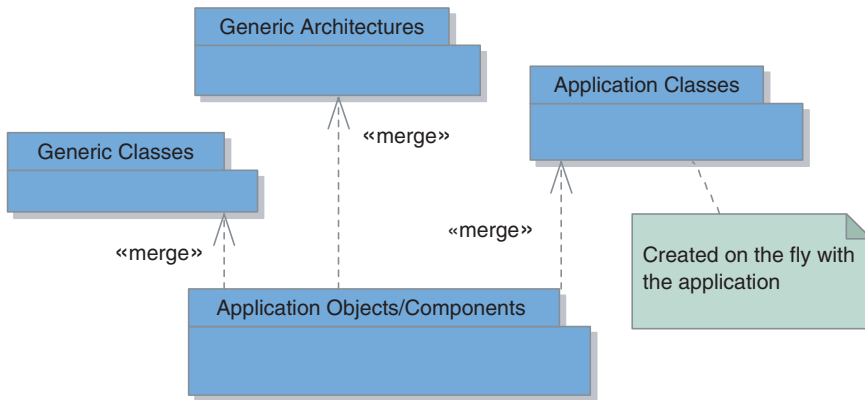 Generic Architectures
Application Classes
«merge»
Generic Classes
«merge»
«merge»
Created on the fly with
the application
Application Objects/Components